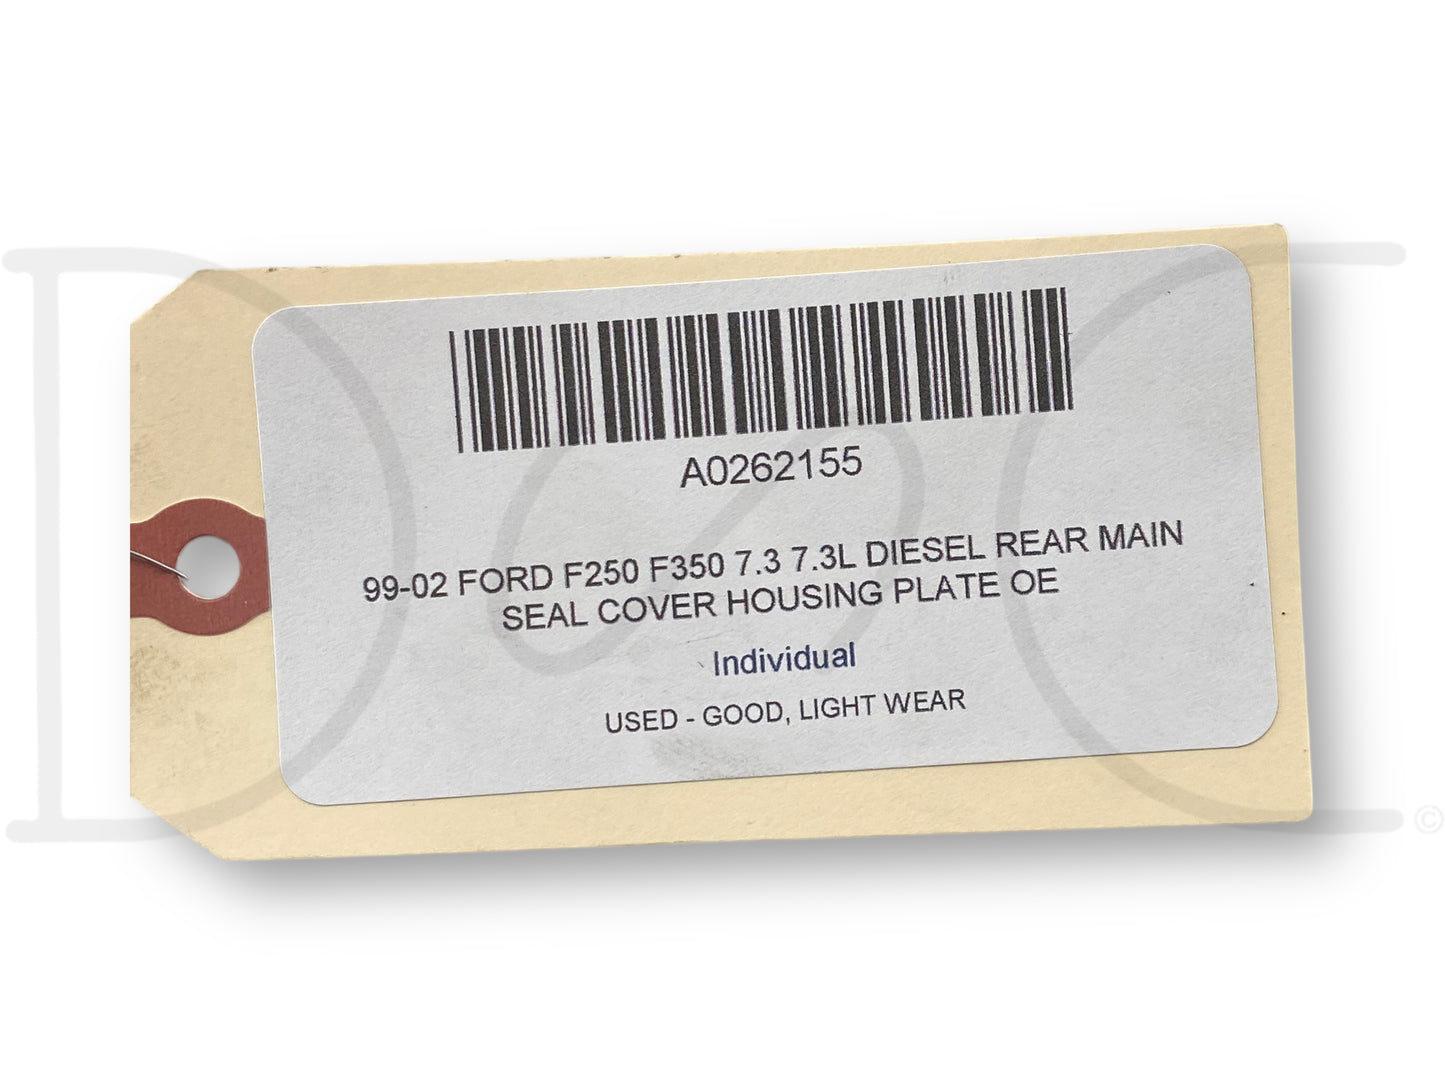 A0262155
99-02 FORD F250 F350 7.3 7.3L DIESEL REAR MAIN
SEAL COVER HOUSING PLATE OE
Individual
USED - GOOD, LIGHT WEAR
©